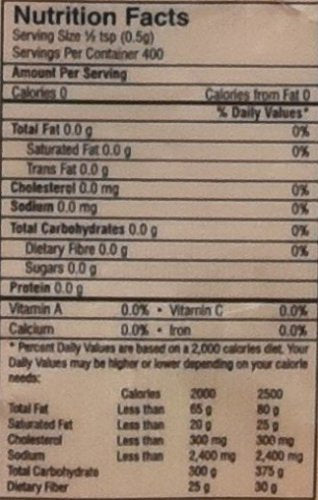 Nutrition Facts
Serving Size ⅛ tsp (0.5g)
Servings Per Container 400
Amount Per Serving
Calories 0 Calories from Fat 0
% Daily Values*
Total Fat 0.0 g 0%
Saturated Fat 0.0 g 0%
Trans Fat 0.0 g
Cholesterol 0.0 mg 0%
Sodium 0.0 mg 0%
Total Carbohydrates 0.0 g 0%
Dietary Fibre 0.0 g 0%
Sugars 0.0 g
Protein 0.0 g
Vitamin A 0.0% • Vitamin C 0.0%
Calcium 0.0% • Iron 0.0%
* Percent Daily Values are based on a 2,000 calories diet. Your
Daily Values may be higher or lower depending on your calorie
needs:
Calories 2000 2500
Total Fat Less than 65 g 80 g
Saturated Fat Less than 20 g 25 g
Cholesterol Less than 300 mg 300 mg
Sodium Less than 2,400 mg 2,400 mg
Total Carbohydrate 300 g 375 g
Dietary Fiber 25 g 30 g